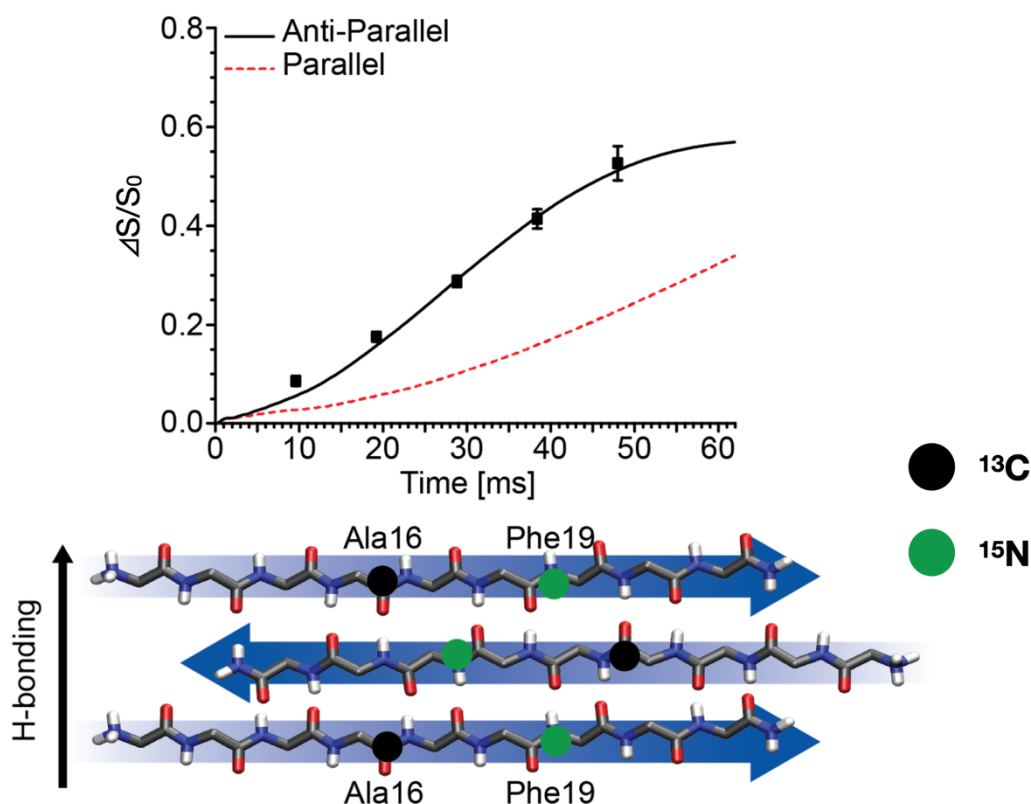 0.8
Anti-Parallel
Parallel
0.6
0.4
0.2
0.0
ΔS/S₀
0 10 20 30 40 50 60
Time [ms]
¹³C
¹⁵N
Ala16 Phe19
H-bonding
Ala16 Phe19